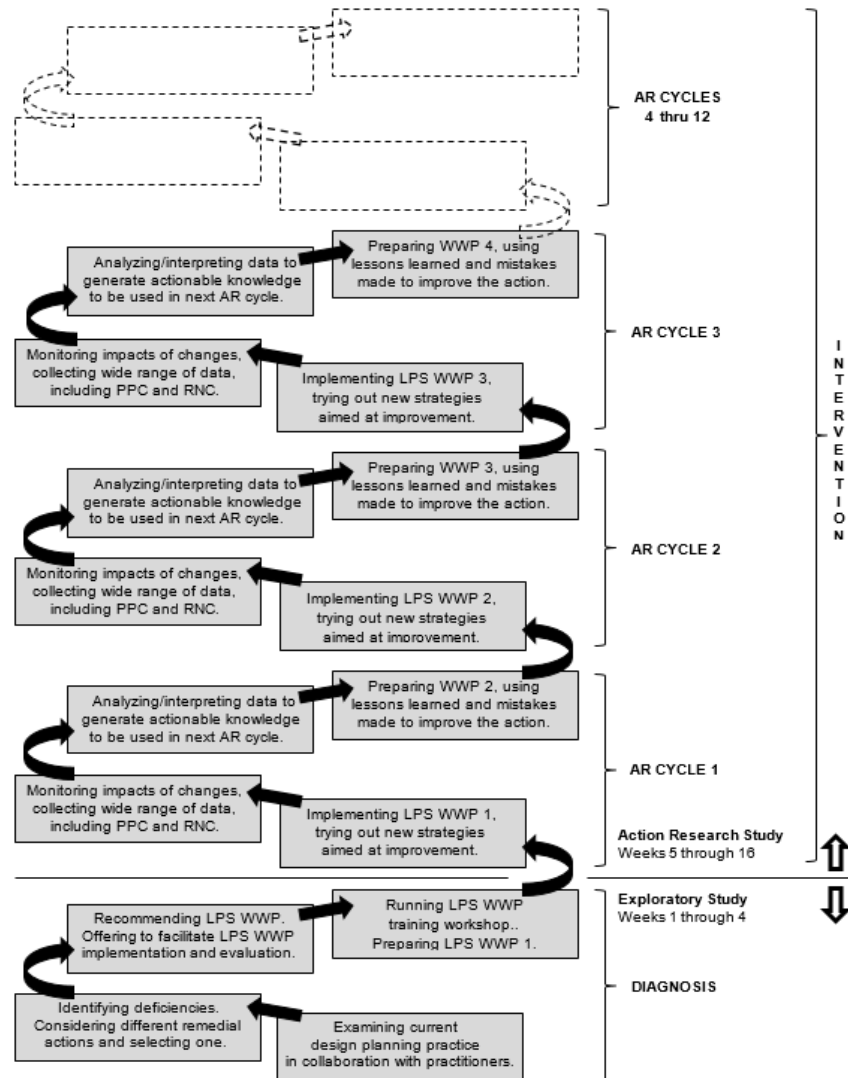 AR CYCLES
4 thru 12
Analyzing/interpreting data to
generate actionable knowledge
to be used in next AR cycle.
Preparing WWP 4, using
lessons learned and mistakes
made to improve the action.
Monitoring impacts of changes,
collecting wide range of data,
including PPC and RNC.
Implementing LPS WWP 3,
trying out new strategies
aimed at improvement.
AR CYCLE 3
INTERVENTION
Analyzing/interpreting data to
generate actionable knowledge
to be used in next AR cycle.
Preparing WWP 3, using
lessons learned and mistakes
made to improve the action.
Monitoring impacts of changes,
collecting wide range of data,
including PPC and RNC.
Implementing LPS WWP 2,
trying out new strategies
aimed at improvement.
AR CYCLE 2
Analyzing/interpreting data to
generate actionable knowledge
to be used in next AR cycle.
Preparing WWP 2, using
lessons learned and mistakes
made to improve the action.
Monitoring impacts of changes,
collecting wide range of data,
including PPC and RNC.
Implementing LPS WWP 1,
trying out new strategies
aimed at improvement.
AR CYCLE 1
Action Research Study
Weeks 5 through 16
Recommending LPS WWP.
Offering to facilitate LPS WWP
implementation and evaluation.
Running LPS WWP
training workshop..
Preparing LPS WWP 1.
Exploratory Study
Weeks 1 through 4
Identifying deficiencies.
Considering different remedial
actions and selecting one.
Examining current
design planning practice
in collaboration with practitioners.
DIAGNOSIS